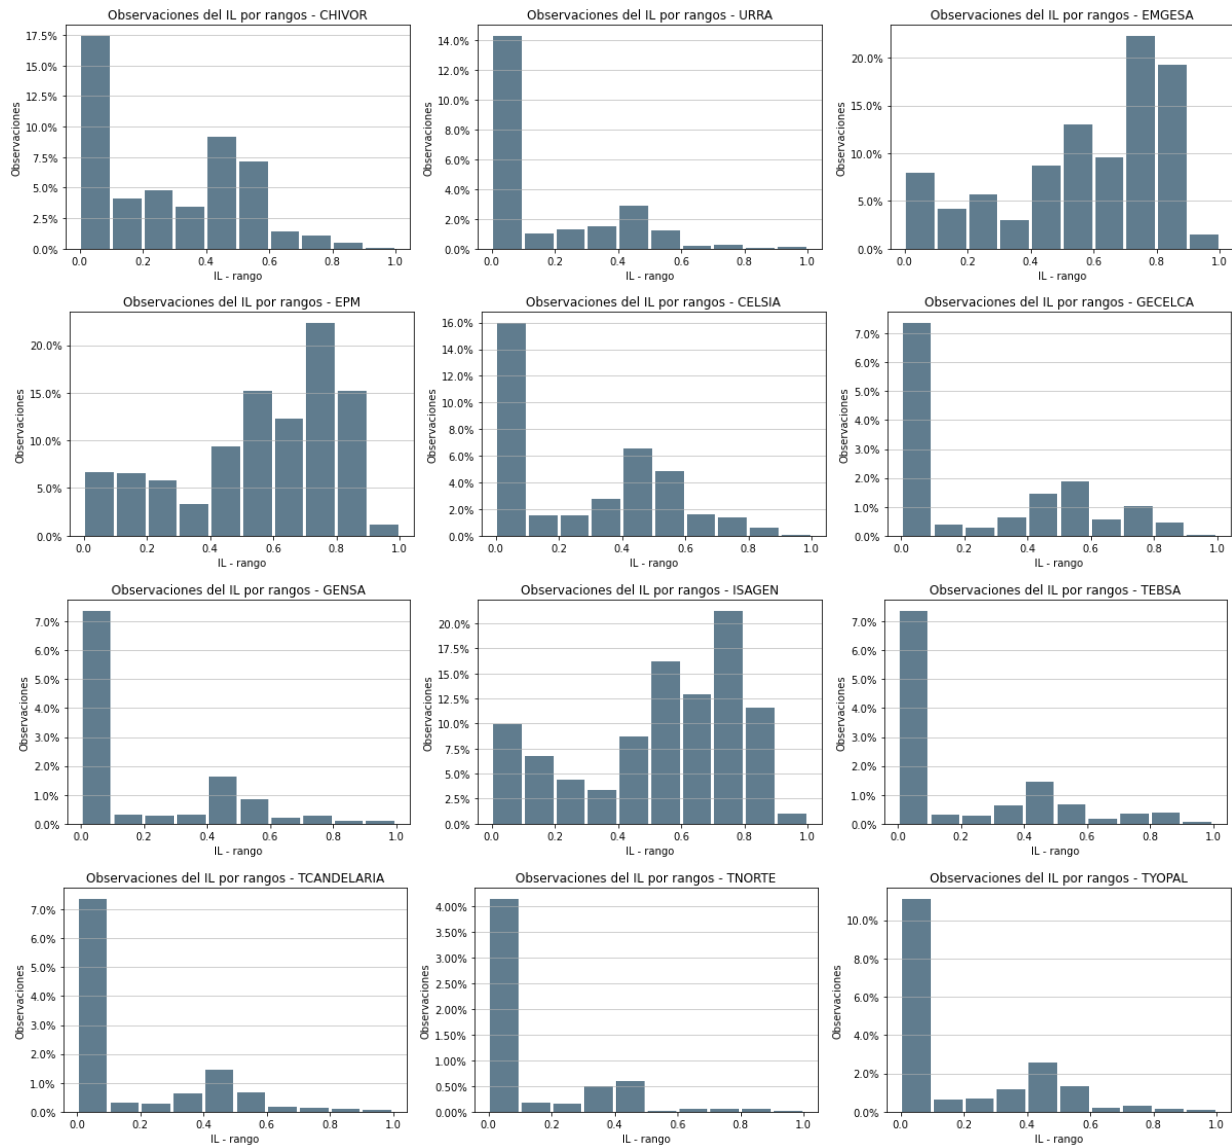 Observaciones del IL por rangos - CHIVOR
17.5%
15.0%
12.5%
10.0%
7.5%
5.0%
2.5%
0.0%
Observaciones
0.0 0.2 0.4 0.6 0.8 1.0
IL - rango
Observaciones del IL por rangos - URRA
14.0%
12.0%
10.0%
8.0%
6.0%
4.0%
2.0%
0.0%
Observaciones
0.0 0.2 0.4 0.6 0.8 1.0
IL - rango
Observaciones del IL por rangos - EMGESA
20.0%
15.0%
10.0%
5.0%
0.0%
Observaciones
0.0 0.2 0.4 0.6 0.8 1.0
IL - rango
Observaciones del IL por rangos - EPM
20.0%
15.0%
10.0%
5.0%
0.0%
Observaciones
0.0 0.2 0.4 0.6 0.8 1.0
IL - rango
Observaciones del IL por rangos - CELSIA
16.0%
14.0%
12.0%
10.0%
8.0%
6.0%
4.0%
2.0%
0.0%
Observaciones
0.0 0.2 0.4 0.6 0.8 1.0
IL - rango
Observaciones del IL por rangos - GECELCA
7.0%
6.0%
5.0%
4.0%
3.0%
2.0%
1.0%
0.0%
Observaciones
0.0 0.2 0.4 0.6 0.8 1.0
IL - rango
Observaciones del IL por rangos - GENSA
7.0%
6.0%
5.0%
4.0%
3.0%
2.0%
1.0%
0.0%
Observaciones
0.0 0.2 0.4 0.6 0.8 1.0
IL - rango
Observaciones del IL por rangos - ISAGEN
20.0%
17.5%
15.0%
12.5%
10.0%
7.5%
5.0%
2.5%
0.0%
Observaciones
0.0 0.2 0.4 0.6 0.8 1.0
IL - rango
Observaciones del IL por rangos - TEBSA
7.0%
6.0%
5.0%
4.0%
3.0%
2.0%
1.0%
0.0%
Observaciones
0.0 0.2 0.4 0.6 0.8 1.0
IL - rango
Observaciones del IL por rangos - TCANDELARIA
7.0%
6.0%
5.0%
4.0%
3.0%
2.0%
1.0%
0.0%
Observaciones
0.0 0.2 0.4 0.6 0.8 1.0
IL - rango
Observaciones del IL por rangos - TNORTE
4.00%
3.50%
3.00%
2.50%
2.00%
1.50%
1.00%
0.50%
0.00%
Observaciones
0.0 0.2 0.4 0.6 0.8 1.0
IL - rango
Observaciones del IL por rangos - TYOPAL
10.0%
8.0%
6.0%
4.0%
2.0%
0.0%
Observaciones
0.0 0.2 0.4 0.6 0.8 1.0
IL - rango